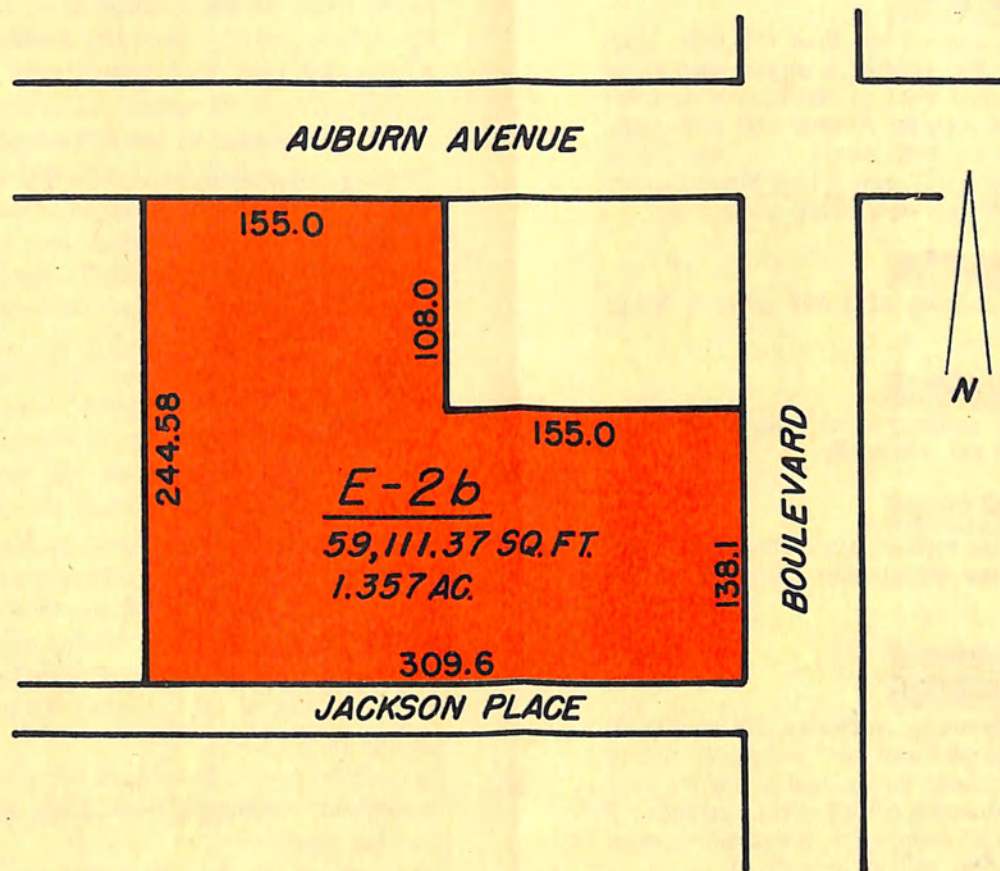 AUBURN AVENUE
155.0
108.0
244.58
155.0
E-2b
59,111.37 SQ.FT.
1.357 AC.
138.1
BOULEVARD
N
309.6
JACKSON PLACE